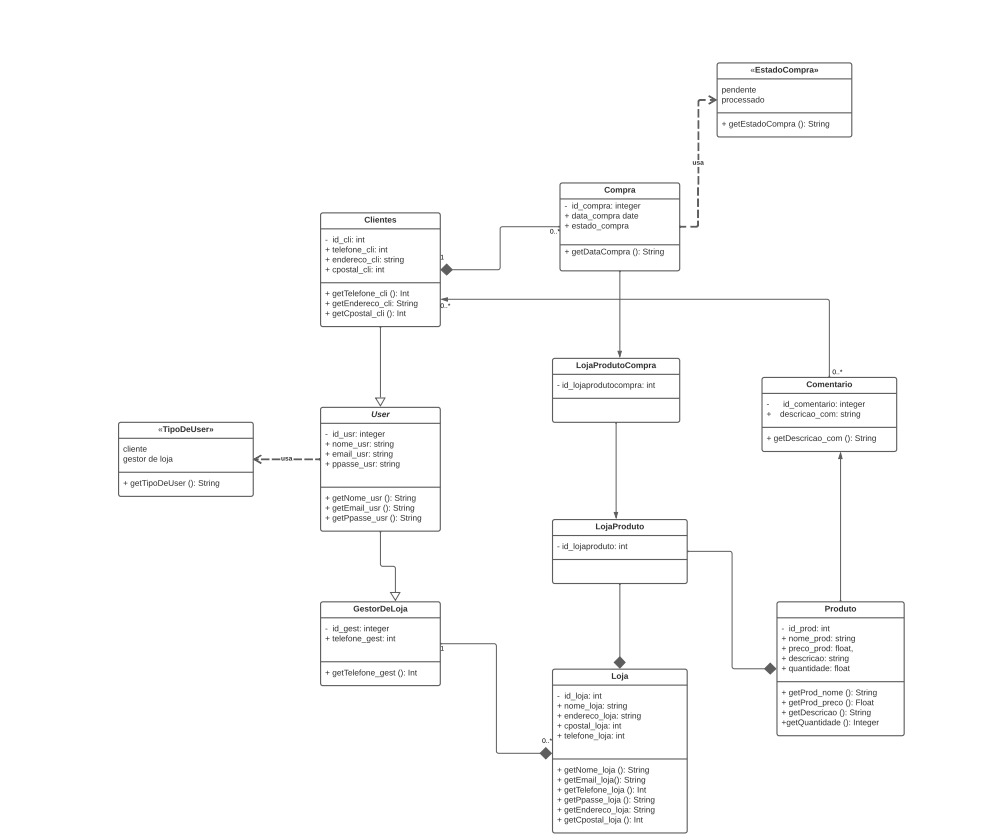 «EstadoCompra»
pendente
processado
+ getEstadoCompra (): String
usa
Compra
- id_compra: integer
+ data_compra date
+ estado_compra
+ getDataCompra (): String
0..*
Clientes
- id_cli: int
+ telefone_cli: int
+ endereco_cli: string
+ cpostal_cli: int
+ getTelefone_cli (): Int
+ getEndereco_cli: String
+ getCpostal_cli (): Int
1
0..*
LojaProdutoCompra
- id_lojaprodutocompra: int
0..*
Comentario
- id_comentario: integer
+ descricao_com: string
+ getDescricao_com (): String
User
- id_usr: integer
+ nome_usr: string
+ email_usr: string
+ ppasse_usr: string
+ getNome_usr (): String
+ getEmail_usr (): String
+ getPpasse_usr (): String
«TipoDeUser»
cliente
gestor de loja
+ getTipoDeUser (): String
usa
LojaProduto
- id_lojaproduto: int
GestorDeLoja
- id_gest: integer
+ telefone_gest: int
+ getTelefone_gest (): Int
1
Produto
- id_prod: int
+ nome_prod: string
+ preco_prod: float,
+ descricao: string
+ quantidade: float
+ getProd_nome (): String
+ getProd_preco (): Float
+ getDescricao (): String
+getQuantidade (): Integer
0..*
Loja
- id_loja: int
+ nome_loja: string
+ endereco_loja: string
+ cpostal_loja: int
+ telefone_loja: int
+ getNome_loja (): String
+ getEmail_loja(): String
+ getTelefone_loja (): Int
+ getPpasse_loja (): String
+ getEndereco_loja: String
+ getCpostal_loja (): Int